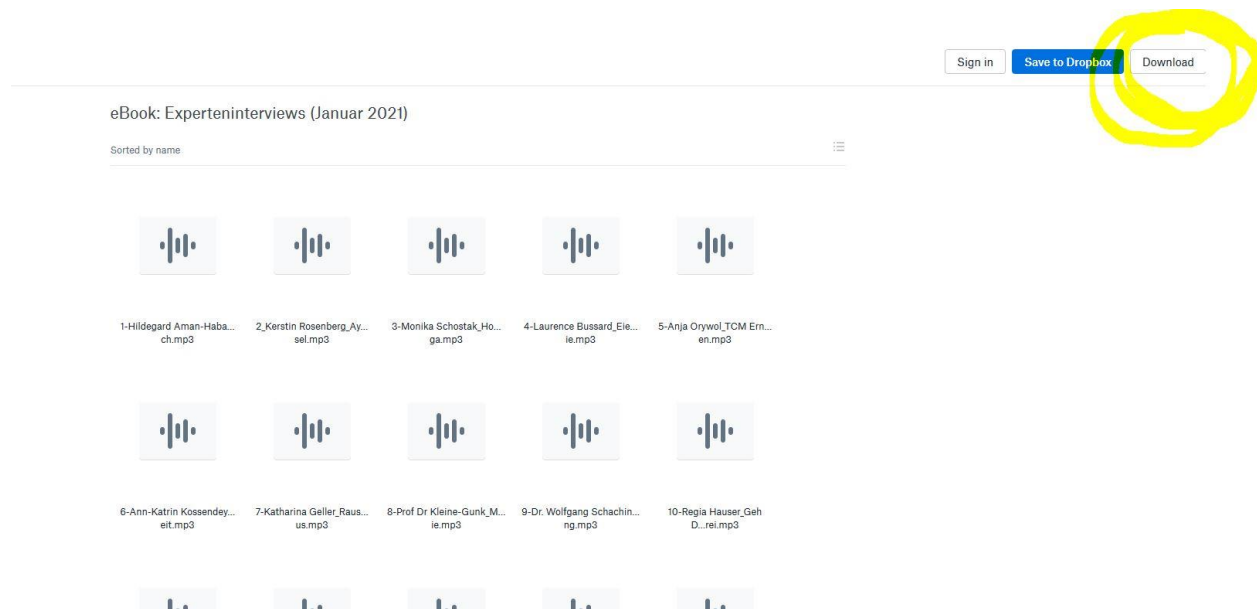 Sign in
Save to Dropbox
Download
eBook: Experteninterviews (Januar 2021)
Sorted by name
1-Hildegard Aman-Haba...
ch.mp3
2_Kerstin Rosenberg_Ay...
sel.mp3
3-Monika Schostak_Ho...
ga.mp3
4-Laurence Bussard_Eie...
ie.mp3
5-Anja Orywol_TCM Ern...
en.mp3
6-Ann-Katrin Kossendey...
eit.mp3
7-Katharina Geller_Raus...
us.mp3
8-Prof Dr Kleine-Gunk_M...
ie.mp3
9-Dr. Wolfgang Schachin...
ng.mp3
10-Regia Hauser_Geh
D...rei.mp3